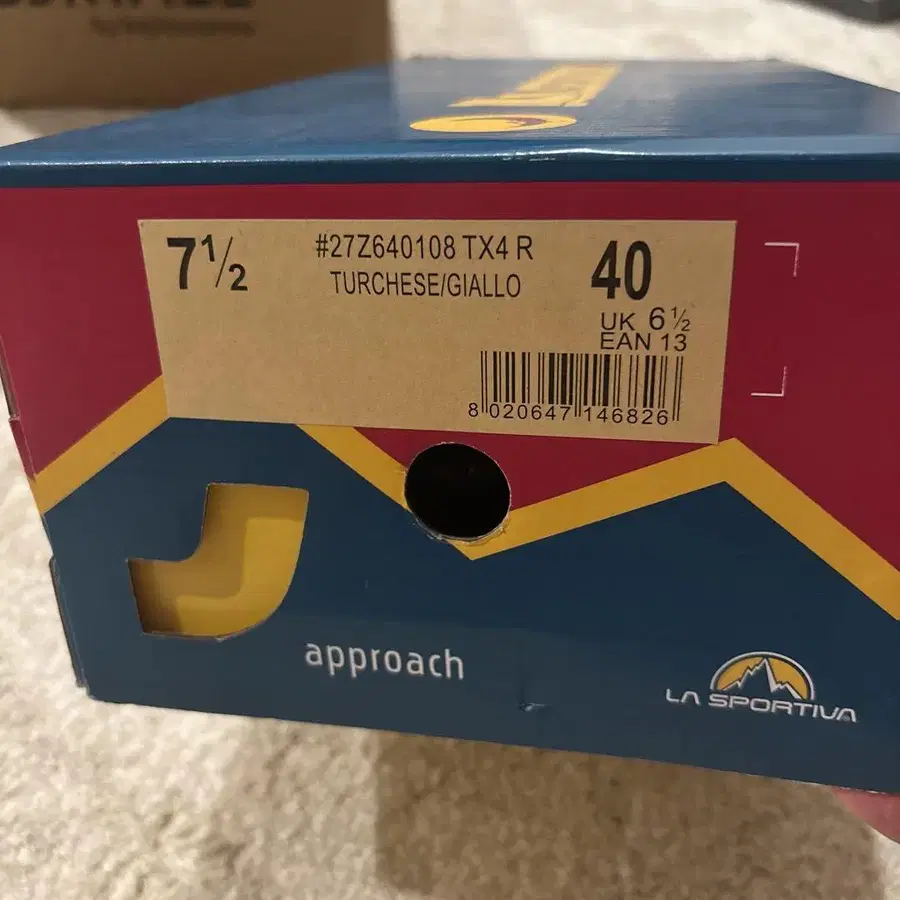 7½
#27Z640108 TX4 R
TURCHESE/GIALLO
40
UK 6½
EAN 13
8 020647 146826
approach
LA SPORTIVA